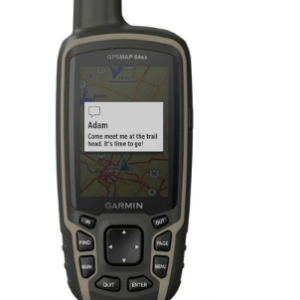 GPSMAP 65s
Adam
Come meet me at the trail
head. It's time to go!
GARMIN
IN
OUT
FIND
PAGE
MARK
MENU
QUIT
ENTER